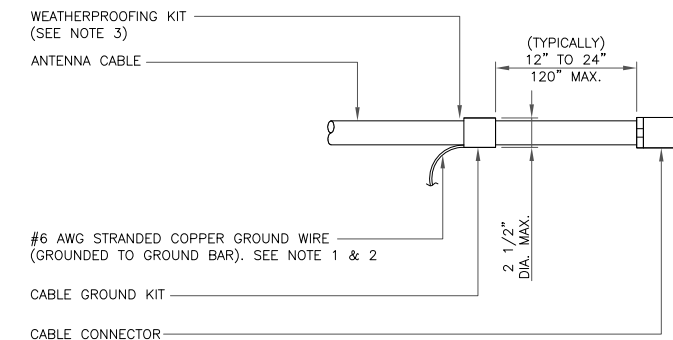 WEATHERPROOFING KIT
(SEE NOTE 3)
ANTENNA CABLE
(TYPICALLY)
12" TO 24"
120" MAX.
2 1/2"
DIA. MAX.
#6 AWG STRANDED COPPER GROUND WIRE
(GROUNDED TO GROUND BAR). SEE NOTE 1 & 2
CABLE GROUND KIT
CABLE CONNECTOR